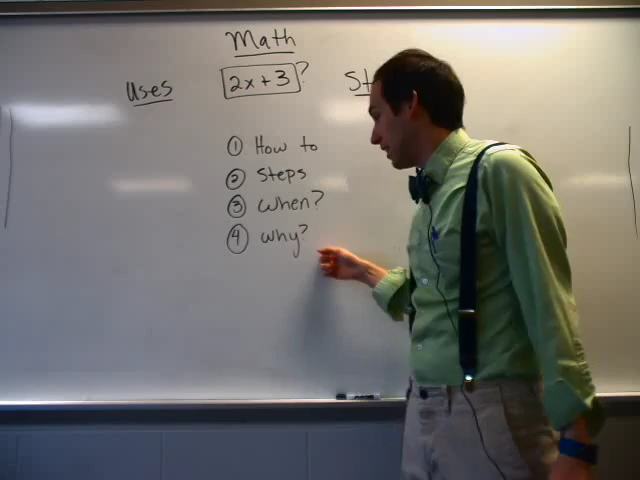 Math
Uses
2x+3?
① How to
② Steps
③ when?
④ why?